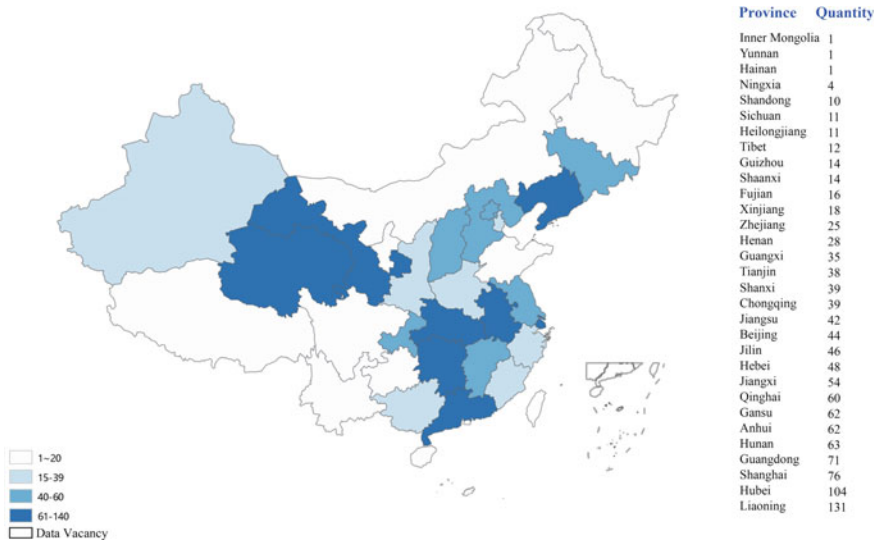 Province Quantity
Inner Mongolia 1
Yunnan 1
Hainan 1
Ningxia 4
Shandong 10
Sichuan 11
Heilongjiang 11
Tibet 12
Guizhou 14
Shaanxi 14
Fujian 16
Xinjiang 18
Zhejiang 25
Henan 28
Guangxi 35
Tianjin 38
Shanxi 39
Chongqing 39
Jiangsu 42
Beijing 44
Jilin 46
Hebei 48
Jiangxi 54
Qinghai 60
Gansu 62
Anhui 62
Hunan 63
Guangdong 71
Shanghai 76
Hubei 104
Liaoning 131
1~20
15-39
40-60
61-140
Data Vacancy